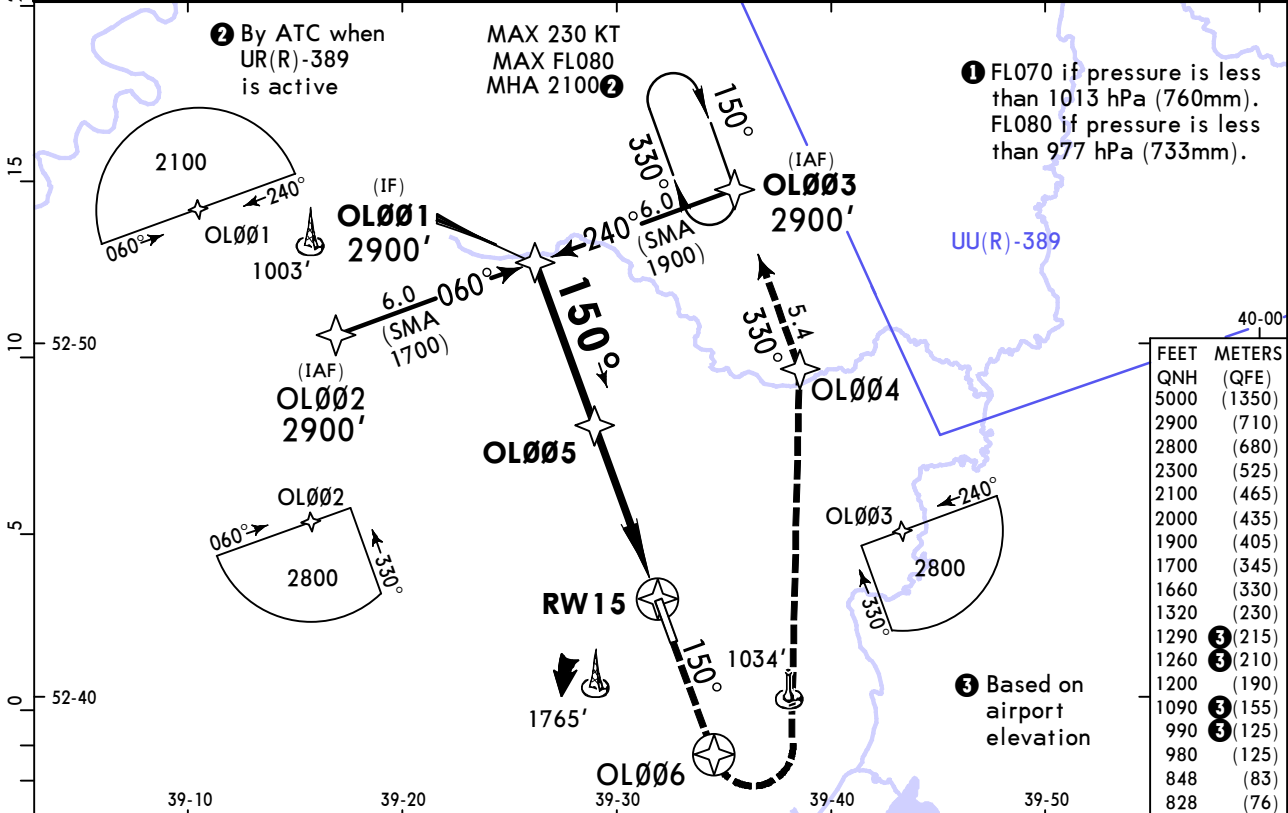 ❷ By ATC when
UR(R)-389
is active
MAX 230 KT
MAX FL080
MHA 2100❷
❶ FL070 if pressure is less
than 1013 hPa (760mm).
FL080 if pressure is less
than 977 hPa (733mm).
2100
←240°
060°→
OLØØ1
1003'
(IF)
OLØØ1
2900'
150°
330°
(IAF)
OLØØ3
2900'
240°
6.0
(SMA
1900)
UU(R)-389
6.0
060°
(SMA
1700)
(IAF)
OLØØ2
2900'
150°
5.4
330°
OLØØ4
OLØØ5
OLØØ2
060°→
2800
←330°
OLØØ3
←240°
2800
←330°
RW15
150°
1034'
1765'
OLØØ6
❸ Based on
airport
elevation
15
10
5
0
52-50
52-40
39-10
39-20
39-30
39-40
39-50
40-00
FEET METERS
QNH (QFE)
5000 (1350)
2900 (710)
2800 (680)
2300 (525)
2100 (465)
2000 (435)
1900 (405)
1700 (345)
1660 (330)
1320 (230)
1290 ❸(215)
1260 ❸(210)
1200 (190)
1090 ❸(155)
990 ❸(125)
980 (125)
848 (83)
828 (76)